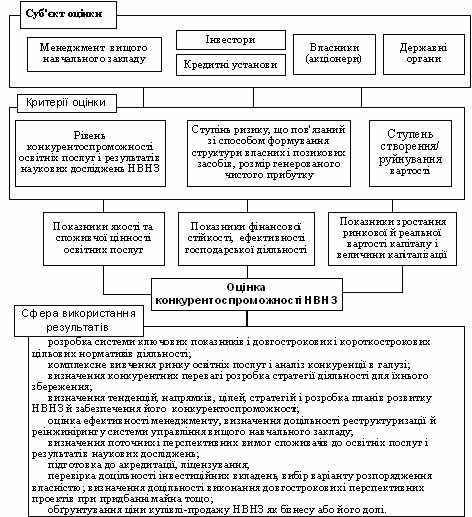 Суб'єкт оцінки
Менеджмент вищого
навчального закладу
Інвестори
Кредитні установи
Власники
(акціонери)
Державні
органи
Критерії оцінки
Рівень
конкурентоспроможності
освітніх послуг і результатів
наукових досліджень НВНЗ
Ступінь ризику, що пов'язаний
зі способом формування
структури власних і позикових
засобів, розмір генерованого
чистого прибутку
Ступень
створення/
руйнування
вартості
Показники якості та
споживчої цінності
освітніх послуг
Показники фінансової
стійкості, ефективності
господарської діяльності
Показники зростання
ринкової й реальної
вартості капіталу і
величини капіталізації
Оцінка
конкурентоспроможності НВНЗ
Сфера використання
результатів
розробка системи ключових показників і довгострокових і короткострокових
цільових нормативів діяльності;
комплексне вивчення ринку освітніх послуг і аналіз конкуренції в галузі;
визначення конкурентних переваг і розробка стратегії діяльності для їхнього
збереження;
визначення тенденцій, напрямків, цілей, стратегій і розробка планів розвитку
НВНЗ й забезпечення його конкурентоспроможності;
оцінка ефективності менеджменту, визначення доцільності реструктуризації й
реінжинірингу системи управління вищого навчального закладу;
визначення поточних і перспективних вимог споживачів до освітніх послуг і
результатів наукових досліджень;
підготовка до акредитації, ліцензування;
перевірка доцільності інвестиційних вкладень, вибір варіанту розпорядження
власністю; визначення доцільності виконання довгострокових і перспективних
проектів при придбанні майна тощо;
обґрунтування ціни купівлі-продажу НВНЗ як бізнесу або його долі.